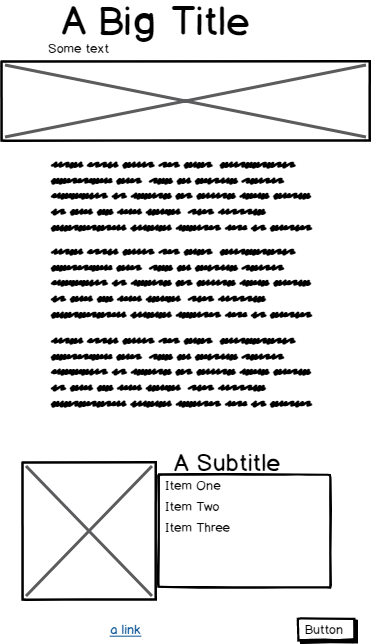 A Big Title
Some text
A Subtitle
Item One
Item Two
Item Three
a link
Button